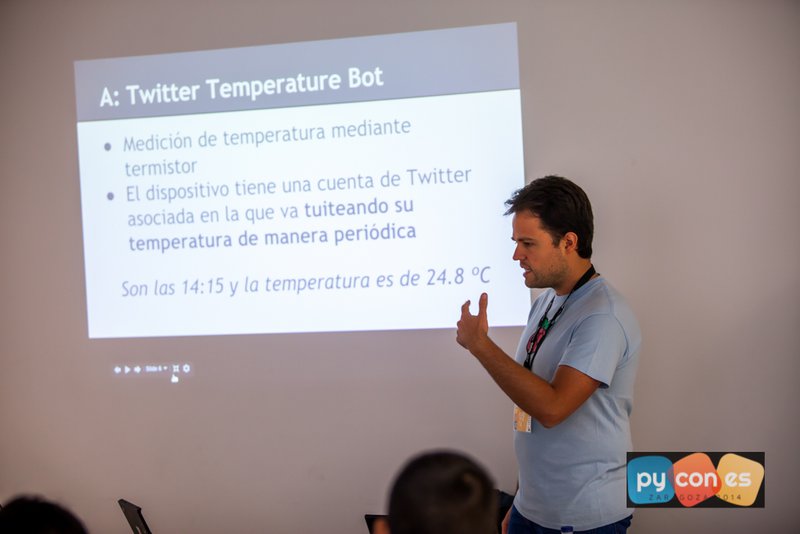 A: Twitter Temperature Bot
● Medición de temperatura mediante
termistor
● El dispositivo tiene una cuenta de Twitter
asociada en la que va tuiteando su
temperatura de manera periódica
Son las 14:15 y la temperatura es de 24.8 ºC
Slide 6
py con es
ZARAGOZA 2014